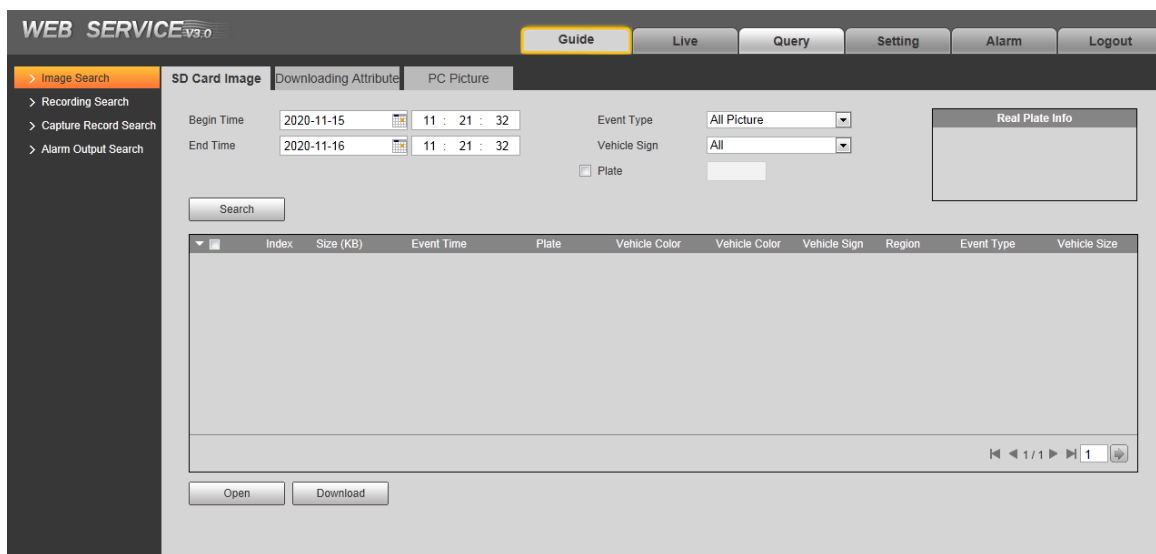 WEB SERVICE V3.0
Guide Live Query Setting Alarm Logout
> Image Search
> Recording Search
> Capture Record Search
> Alarm Output Search
SD Card Image Downloading Attribute PC Picture
Begin Time 2020-11-15 11 : 21 : 32 Event Type All Picture
End Time 2020-11-16 11 : 21 : 32 Vehicle Sign All
Plate
Real Plate Info
Search
Index Size (KB) Event Time Plate Vehicle Color Vehicle Color Vehicle Sign Region Event Type Vehicle Size
1 / 1 1
Open Download